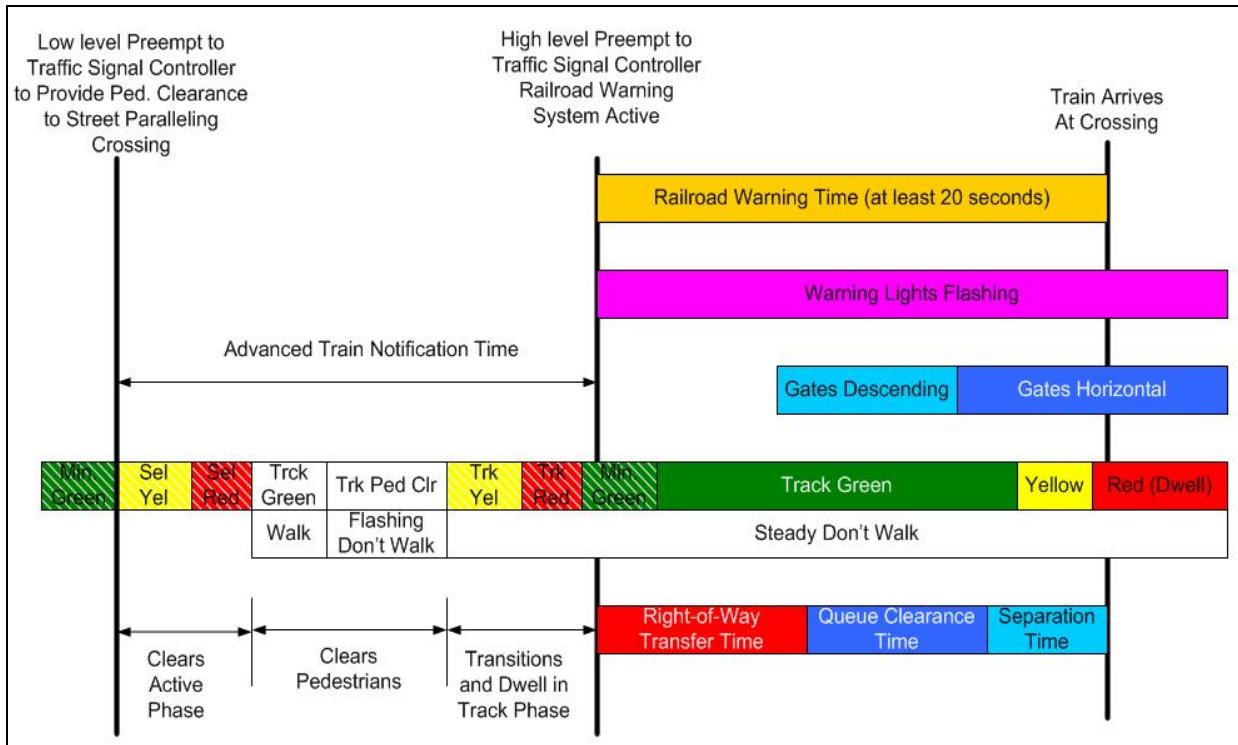 Low level Preempt to
Traffic Signal Controller
to Provide Ped. Clearance
to Street Paralleling
Crossing
High level Preempt to
Traffic Signal Controller
Railroad Warning
System Active
Train Arrives
At Crossing
Railroad Warning Time (at least 20 seconds)
Warning Lights Flashing
Advanced Train Notification Time
Gates Descending
Gates Horizontal
Min.
Green
Sel
Yel
Sel
Red
Trck
Green
Trk Ped Clr
Trk
Yel
Trk
Red
Min.
Green
Track Green
Yellow
Red (Dwell)
Walk
Flashing
Don't Walk
Steady Don't Walk
Right-of-Way
Transfer Time
Queue Clearance
Time
Separation
Time
Clears
Active
Phase
Clears
Pedestrians
Transitions
and Dwell in
Track Phase